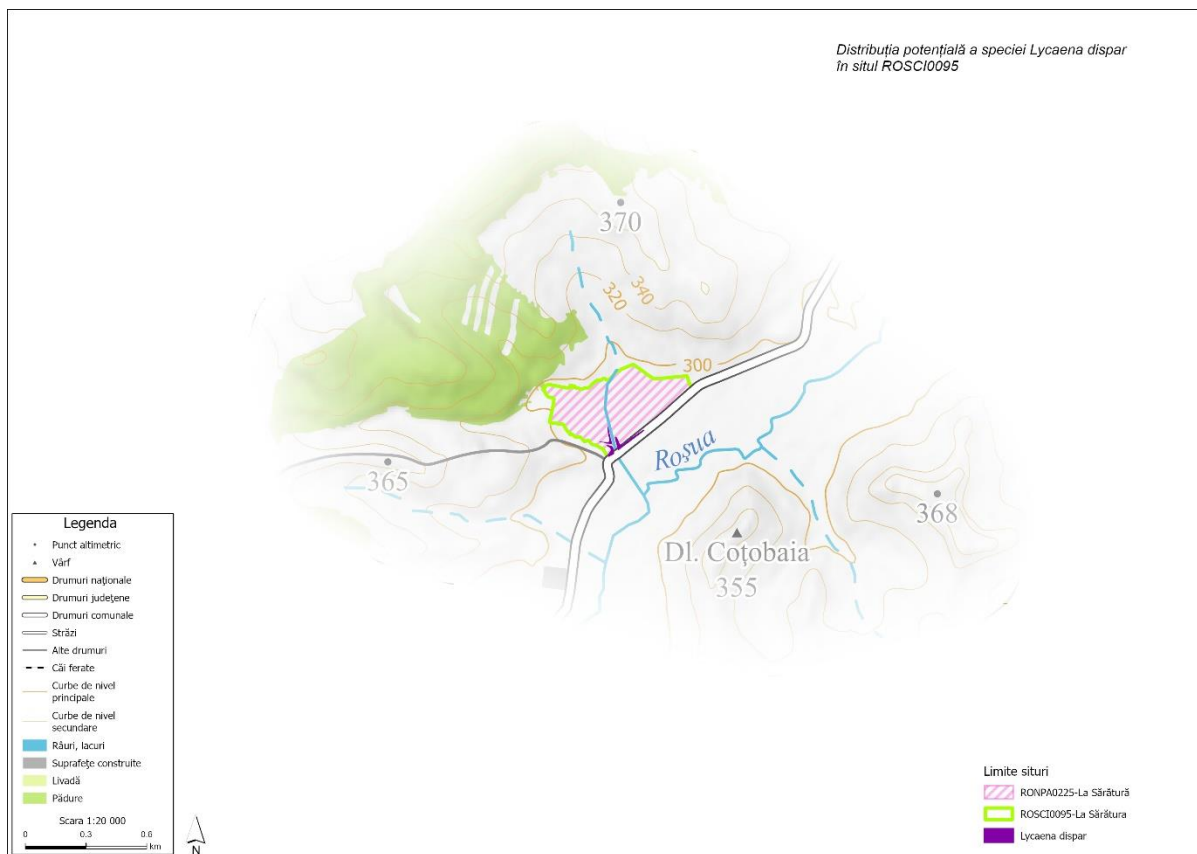 Distribuția potențială a speciei Lycaena dispar
în situl ROSCI0095
370
340
320
300
Roșua
365
368
Dl. Coțobaia
355
Legenda
Punct altimetric
Vârf
Drumuri naționale
Drumuri județene
Drumuri comunale
Străzi
Alte drumuri
Căi ferate
Curbe de nivel
principale
Curbe de nivel
secundare
Râuri, lacuri
Suprafețe construite
Livadă
Pădure
Scara 1:20 000
0 0.3 0.6
km
N
Limite situri
RONPA0225-La Sărătură
ROSCI0095-La Sărătura
Lycaena dispar